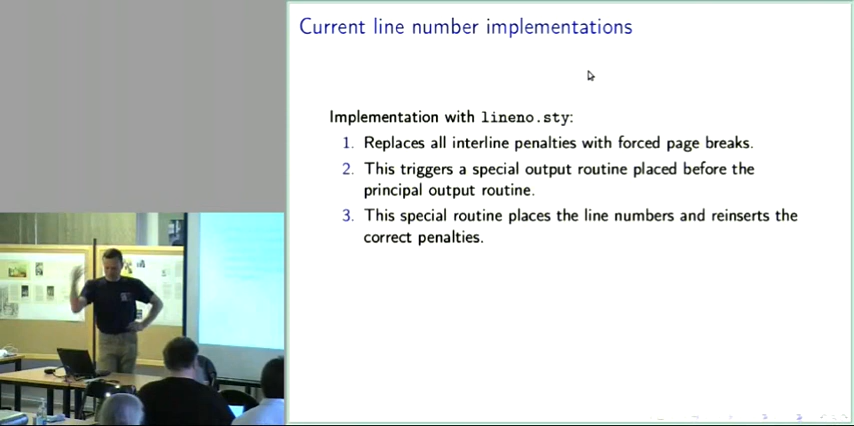 Current line number implementations
Implementation with lineno.sty:
1. Replaces all interline penalties with forced page breaks.
2. This triggers a special output routine placed before the
principal output routine.
3. This special routine places the line numbers and reinserts the
correct penalties.